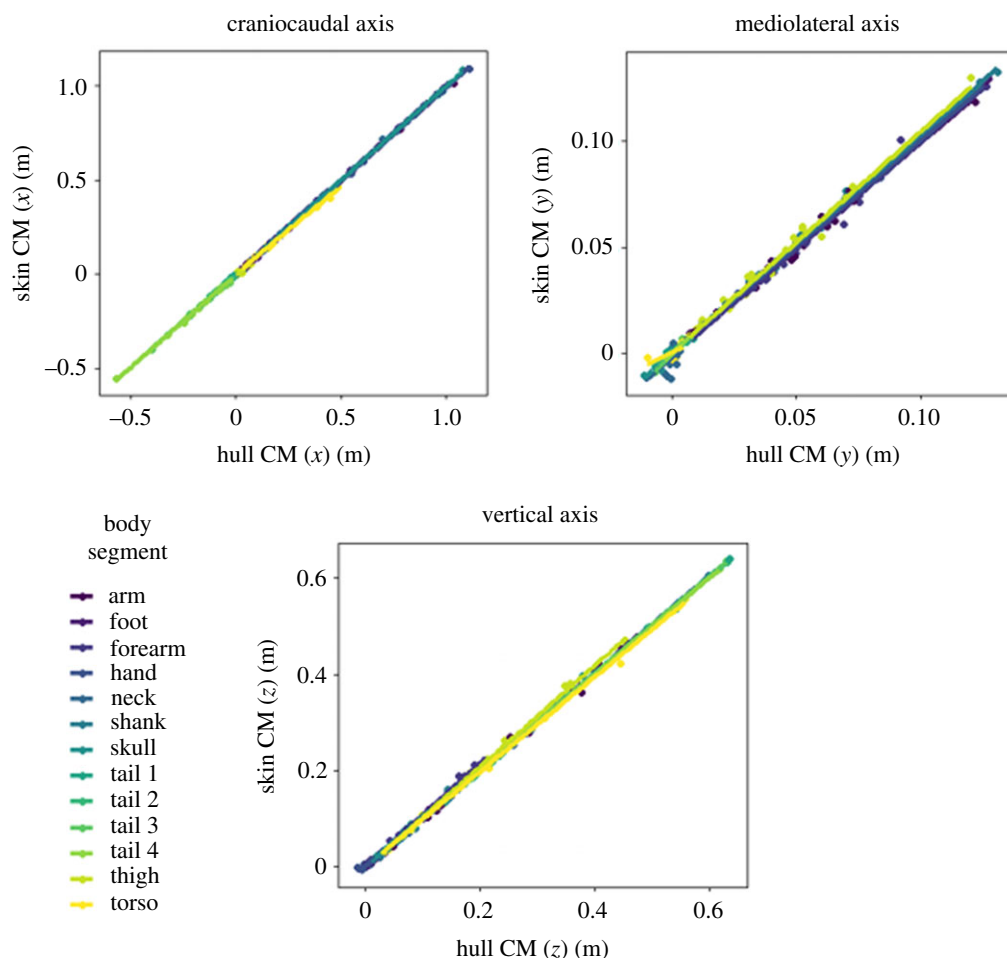 craniocaudal axis
mediolateral axis
1.0
0.5
0
–0.5
skin CM (x) (m)
–0.5 0 0.5 1.0
hull CM (x) (m)
0.10
0.05
0
skin CM (y) (m)
0 0.05 0.10
hull CM (y) (m)
body
segment
arm
foot
forearm
hand
neck
shank
skull
tail 1
tail 2
tail 3
tail 4
thigh
torso
vertical axis
0.6
0.4
0.2
0
skin CM (z) (m)
0 0.2 0.4 0.6
hull CM (z) (m)